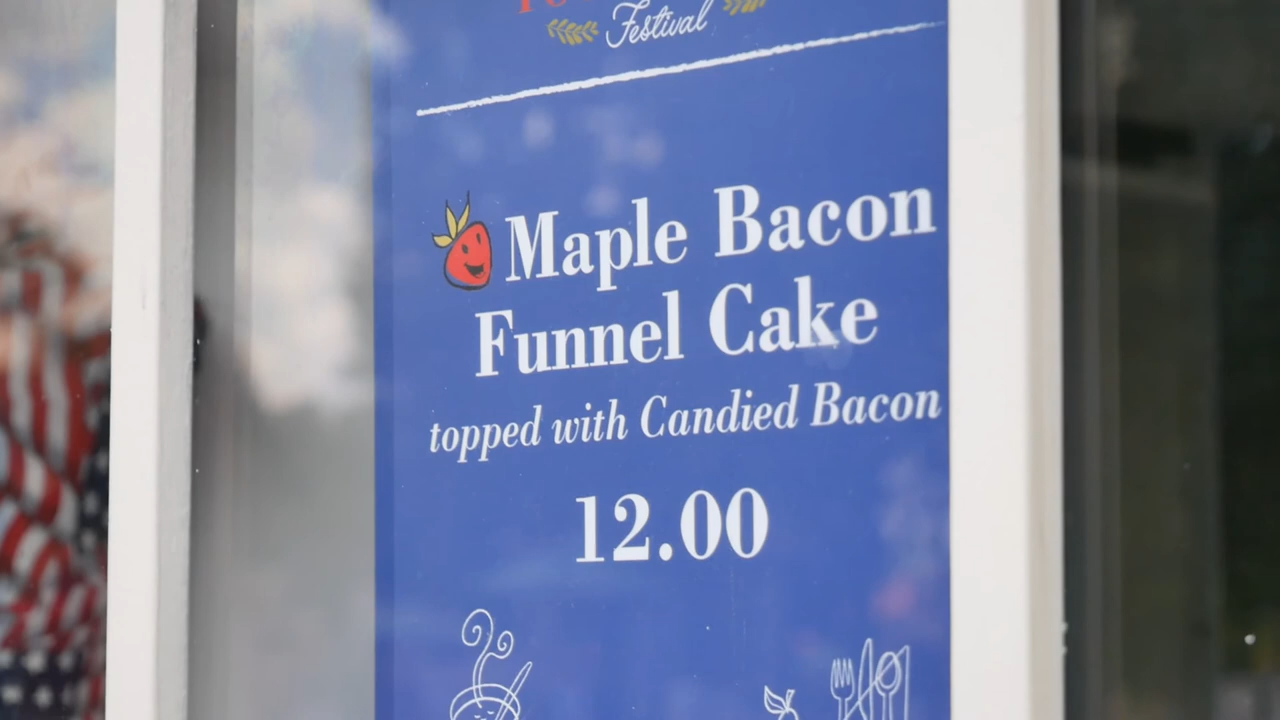 Festival
Maple Bacon
Funnel Cake
topped with Candied Bacon
12.00